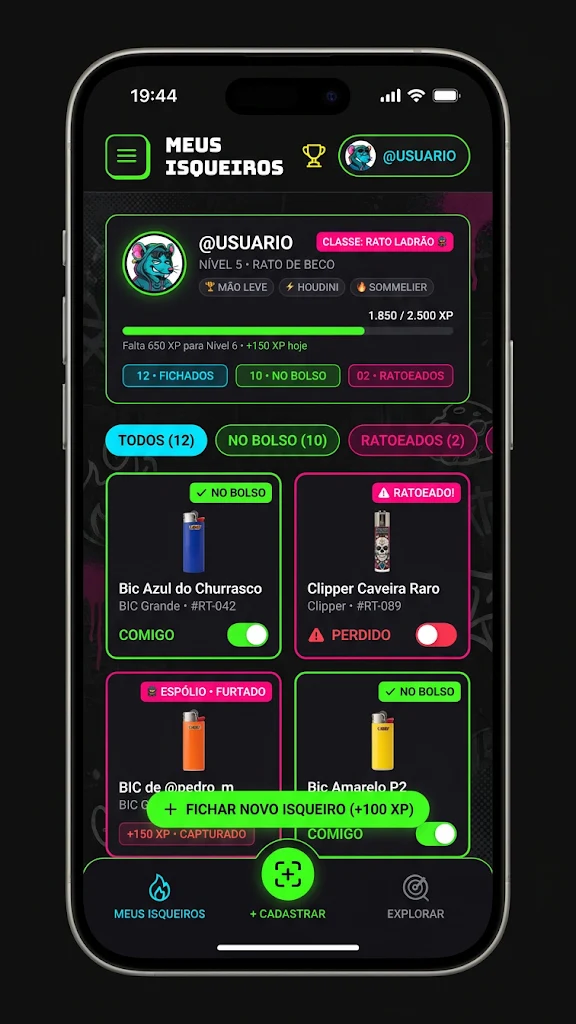 19:44
MEUS
ISQUEIROS
@USUARIO
@USUARIO
CLASSE: RATO LADRÃO
NÍVEL 5 • RATO DE BECO
MÃO LEVE
HOUDINI
SOMMELIER
1.850 / 2.500 XP
Falta 650 XP para Nível 6 • +150 XP hoje
12 • FICHADOS
10 • NO BOLSO
02 • RATOEADOS
TODOS (12)
NO BOLSO (10)
RATOEADOS (2)
NO BOLSO
Bic Azul do Churrasco
BIC Grande • #RT-042
COMIGO
RATOEADO!
Clipper Caveira Raro
Clipper • #RT-089
PERDIDO
ESPÓLIO • FURTADO
BIC de @pedro_m
BIC G
+150 XP • CAPTURADO
NO BOLSO
Bic Amarelo P2
COMIGO
+ FICHAR NOVO ISQUEIRO (+100 XP)
MEUS ISQUEIROS
+ CADASTRAR
EXPLORAR